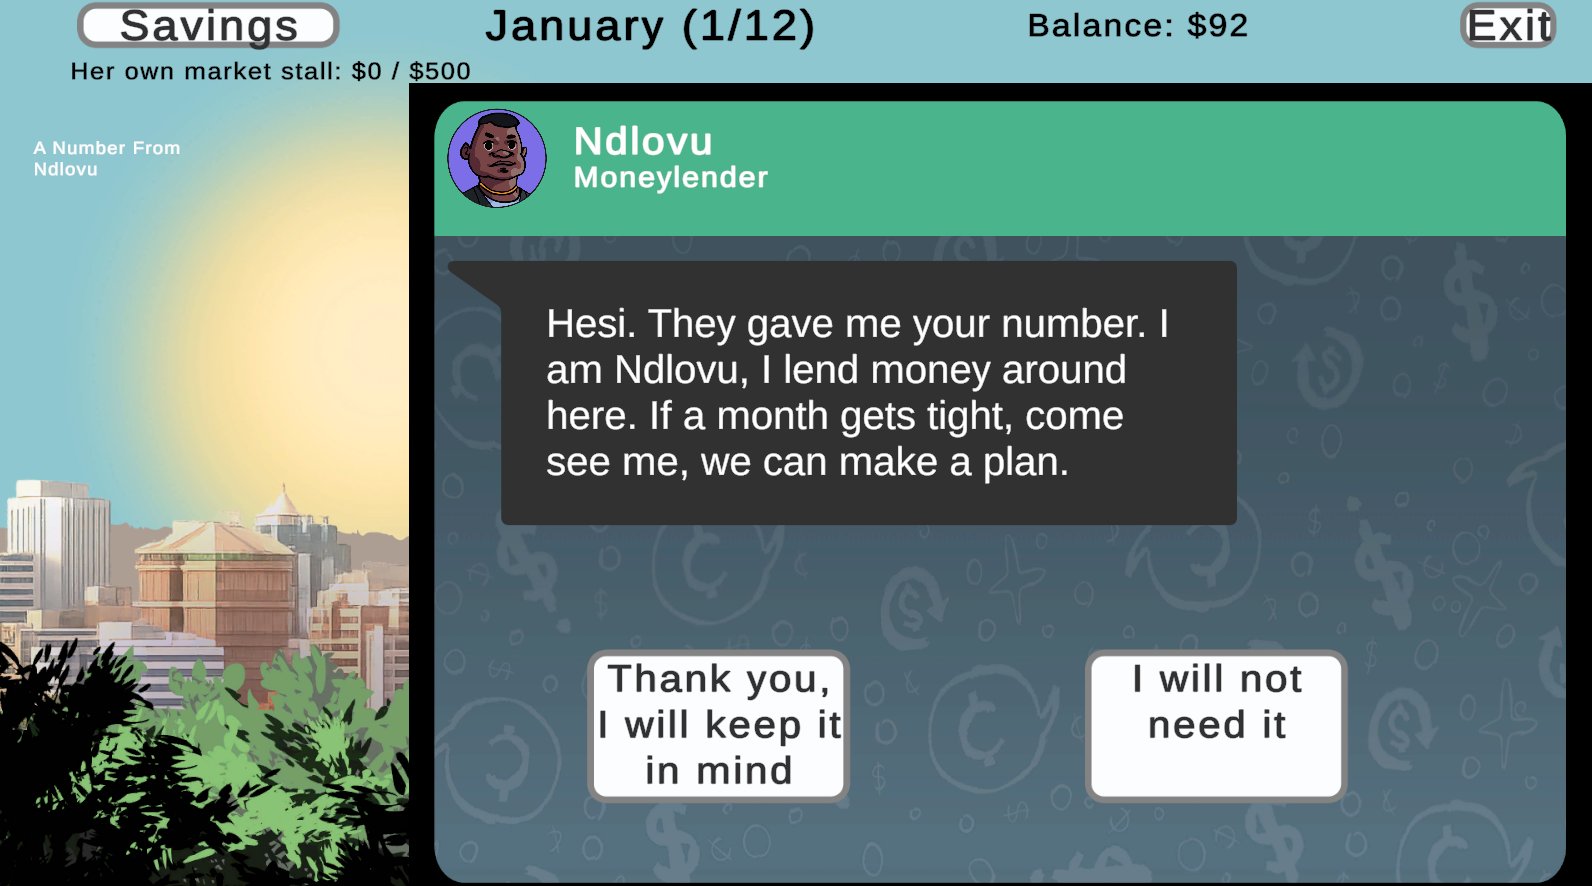 Savings
January (1/12)
Balance: $92
Exit
Her own market stall: $0 / $500
A Number From
Ndlovu
Ndlovu
Moneylender
Hesi. They gave me your number. I
am Ndlovu, I lend money around
here. If a month gets tight, come
see me, we can make a plan.
Thank you,
I will keep it
in mind
I will not
need it